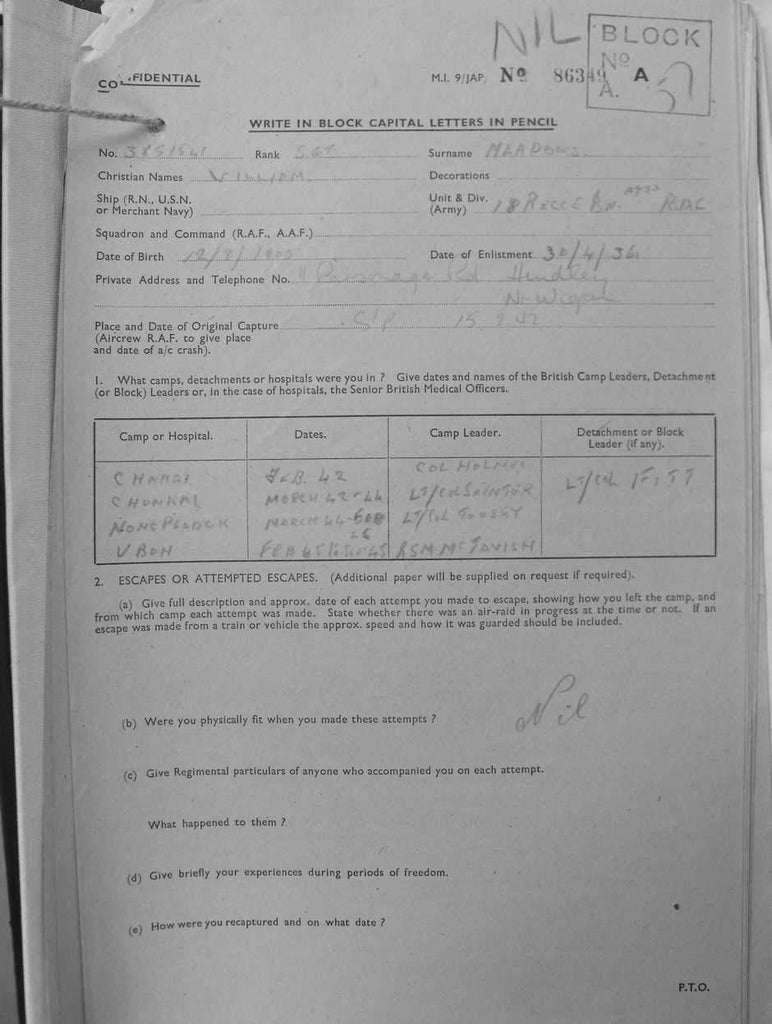 NIL BLOCK
CONFIDENTIAL M.I. 9/JAP. No 86349 A No
A.
WRITE IN BLOCK CAPITAL LETTERS IN PENCIL
No. Rank SGT Surname MEADOWS
Christian Names WILLIAM Decorations
Ship (R.N., U.S.N. Unit & Div.
or Merchant Navy) (Army) 18 RECCE BN. RAC
Squadron and Command (R.A.F., A.A.F.)
Date of Birth Date of Enlistment 30/4/36
Private Address and Telephone No. 11 Parsonage Rd Hindley
Nr Wigan
Place and Date of Original Capture S'P 15.2.42
(Aircrew R.A.F. to give place
and date of a/c crash).
1. What camps, detachments or hospitals were you in ? Give dates and names of the British Camp Leaders, Detachment
(or Block) Leaders or, in the case of hospitals, the Senior British Medical Officers.
Camp or Hospital. Dates. Camp Leader. Detachment or Block
Leader (if any).
CHANGI FEB. 42 COL HOLMES LT/COL FITT
CHUNKAI MARCH 42-44 LT/COL
NONG PLADUK MARCH 44-FEB LT/COL TOOSEY
45
UBON FEB 45 RSM McTAVISH
2. ESCAPES OR ATTEMPTED ESCAPES. (Additional paper will be supplied on request if required).
(a) Give full description and approx. date of each attempt you made to escape, showing how you left the camp, and
from which camp each attempt was made. State whether there was an air-raid in progress at the time or not. If an
escape was made from a train or vehicle the approx. speed and how it was guarded should be included.
Nil
(b) Were you physically fit when you made these attempts ?
(c) Give Regimental particulars of anyone who accompanied you on each attempt.
What happened to them ?
(d) Give briefly your experiences during periods of freedom.
(e) How were you recaptured and on what date ?
P.T.O.